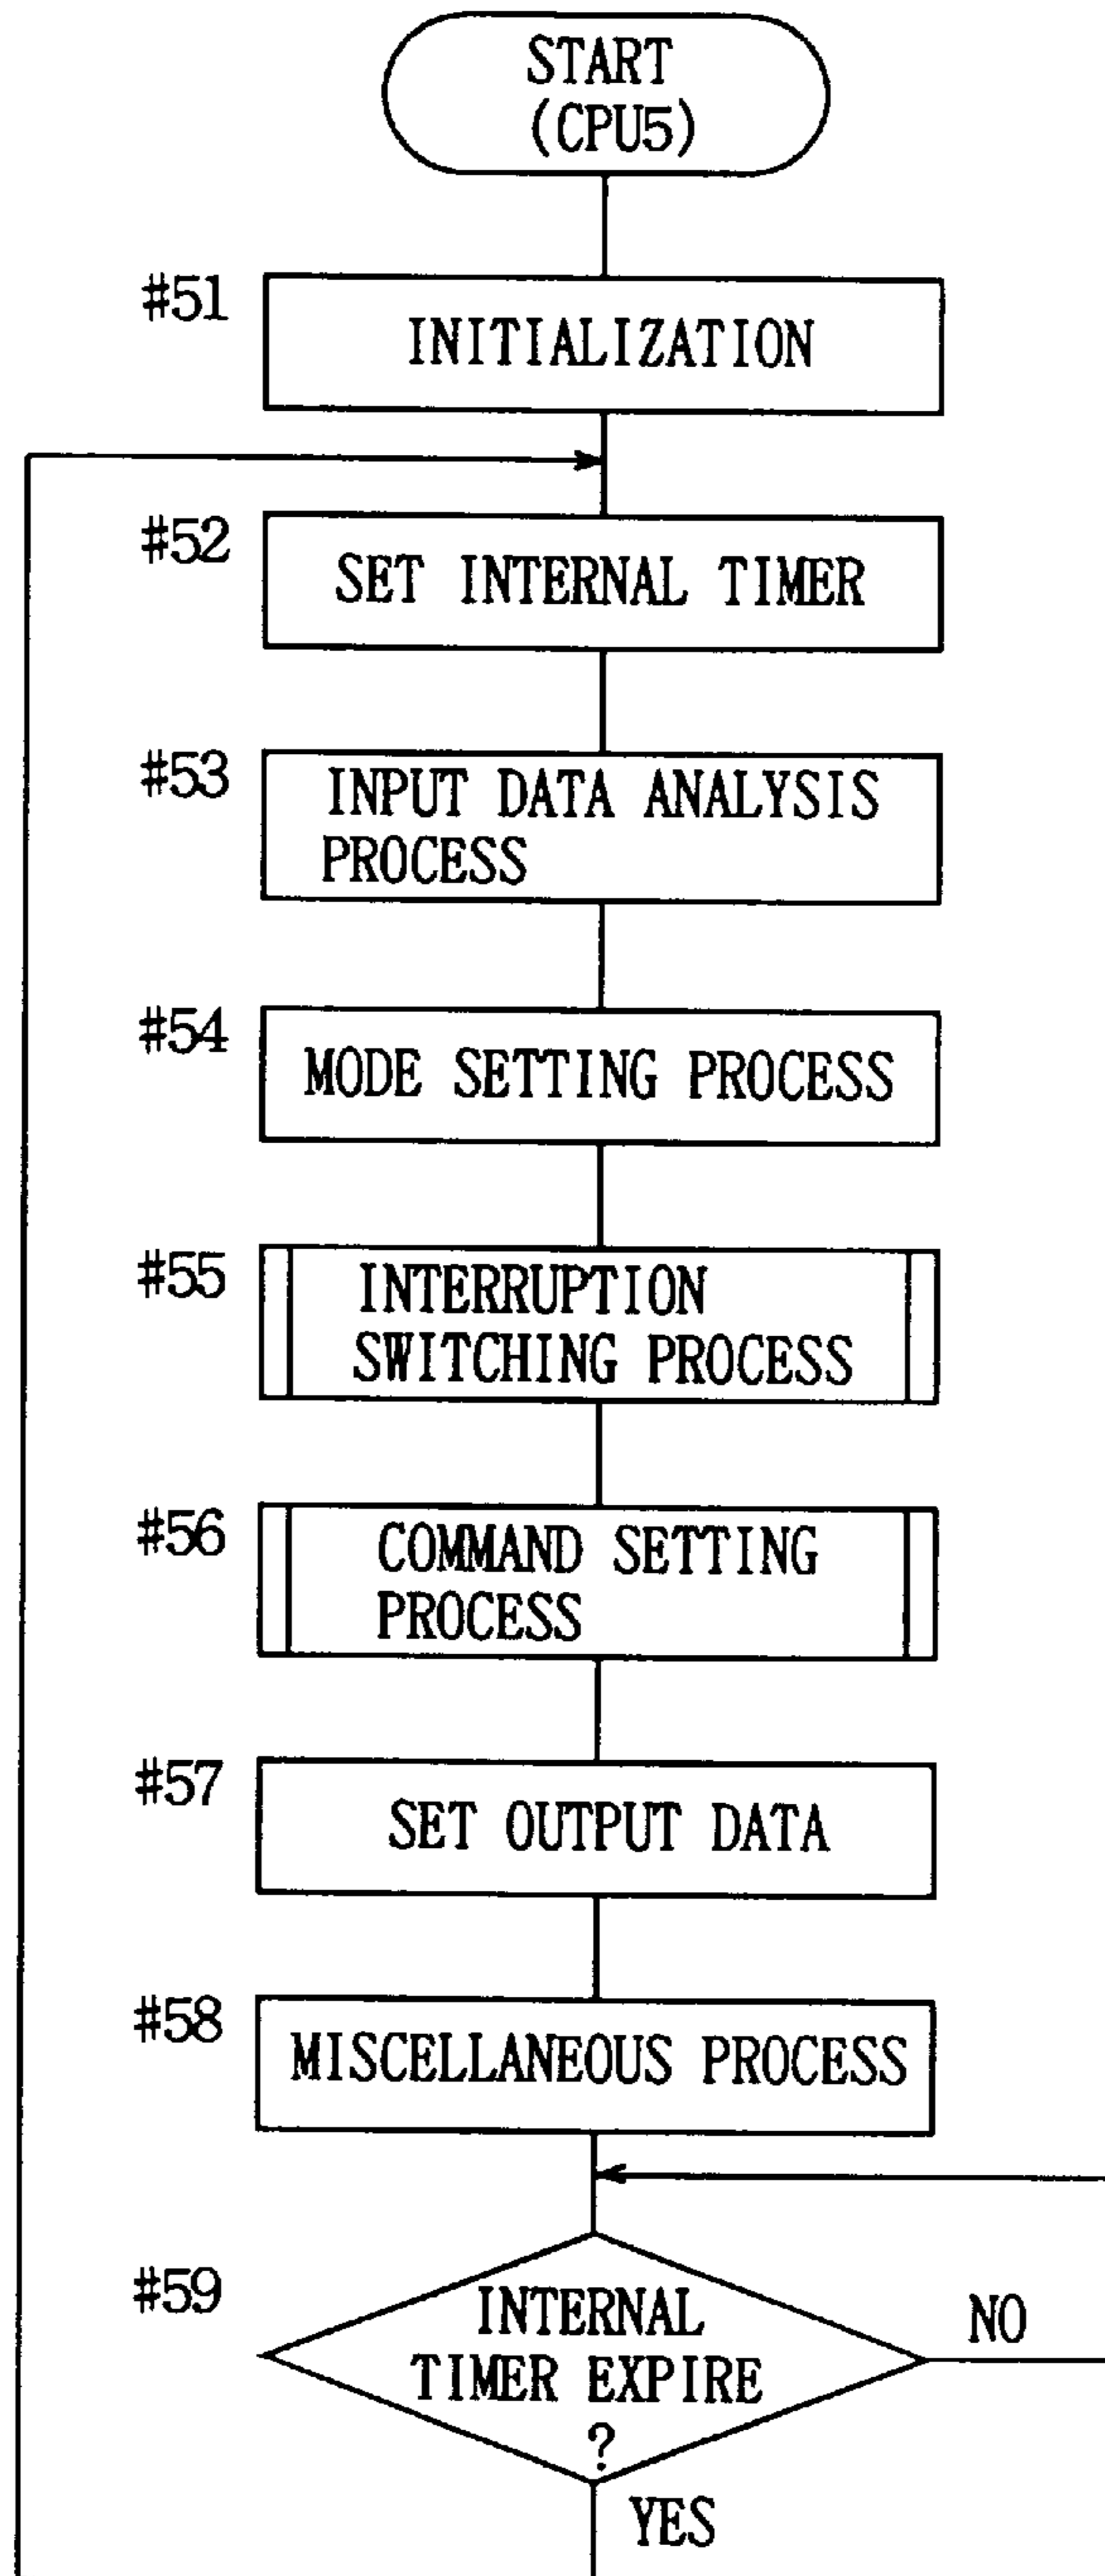 START
(CPU5)
#51
INITIALIZATION
#52
SET INTERNAL TIMER
#53
INPUT DATA ANALYSIS
PROCESS
#54
MODE SETTING PROCESS
#55
INTERRUPTION
SWITCHING PROCESS
#56
COMMAND SETTING
PROCESS
#57
SET OUTPUT DATA
#58
MISCELLANEOUS PROCESS
#59
INTERNAL
TIMER EXPIRE
?
NO
YES